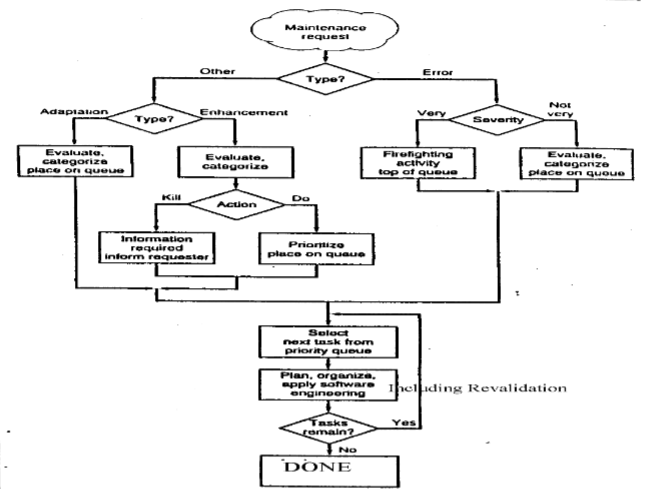 Maintenance
request
Type?
Other
Error
Adaptation
Type?
Enhancement
Very
Severity
Not
very
Evaluate,
categorize
place on queue
Evaluate,
categorize
Firefighting
activity
top of queue
Evaluate,
categorize
place on queue
Kill
Action
Do
Information
required
inform requester
Prioritize
place on queue
Select
next task from
priority queue
Plan, organize,
apply software
engineering
Including Revalidation
Tasks
remain?
Yes
No
DONE